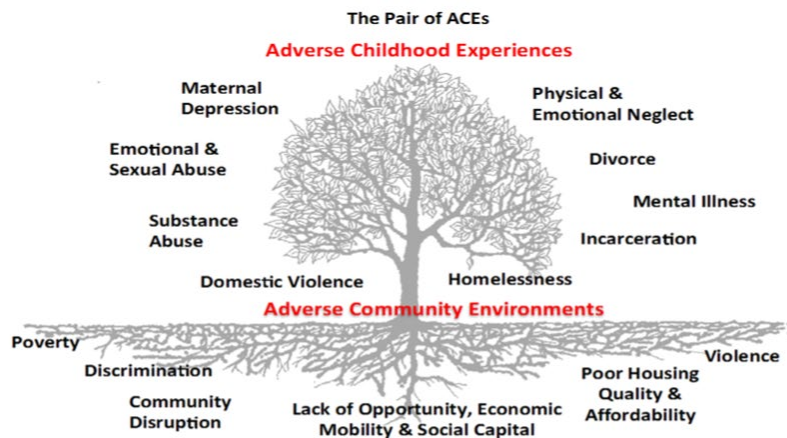 The Pair of ACEs
Adverse Childhood Experiences
Maternal
Depression
Physical &
Emotional Neglect
Emotional &
Sexual Abuse
Divorce
Mental Illness
Substance
Abuse
Incarceration
Domestic Violence
Homelessness
Adverse Community Environments
Poverty
Violence
Discrimination
Poor Housing
Quality &
Affordability
Community
Disruption
Lack of Opportunity, Economic
Mobility & Social Capital